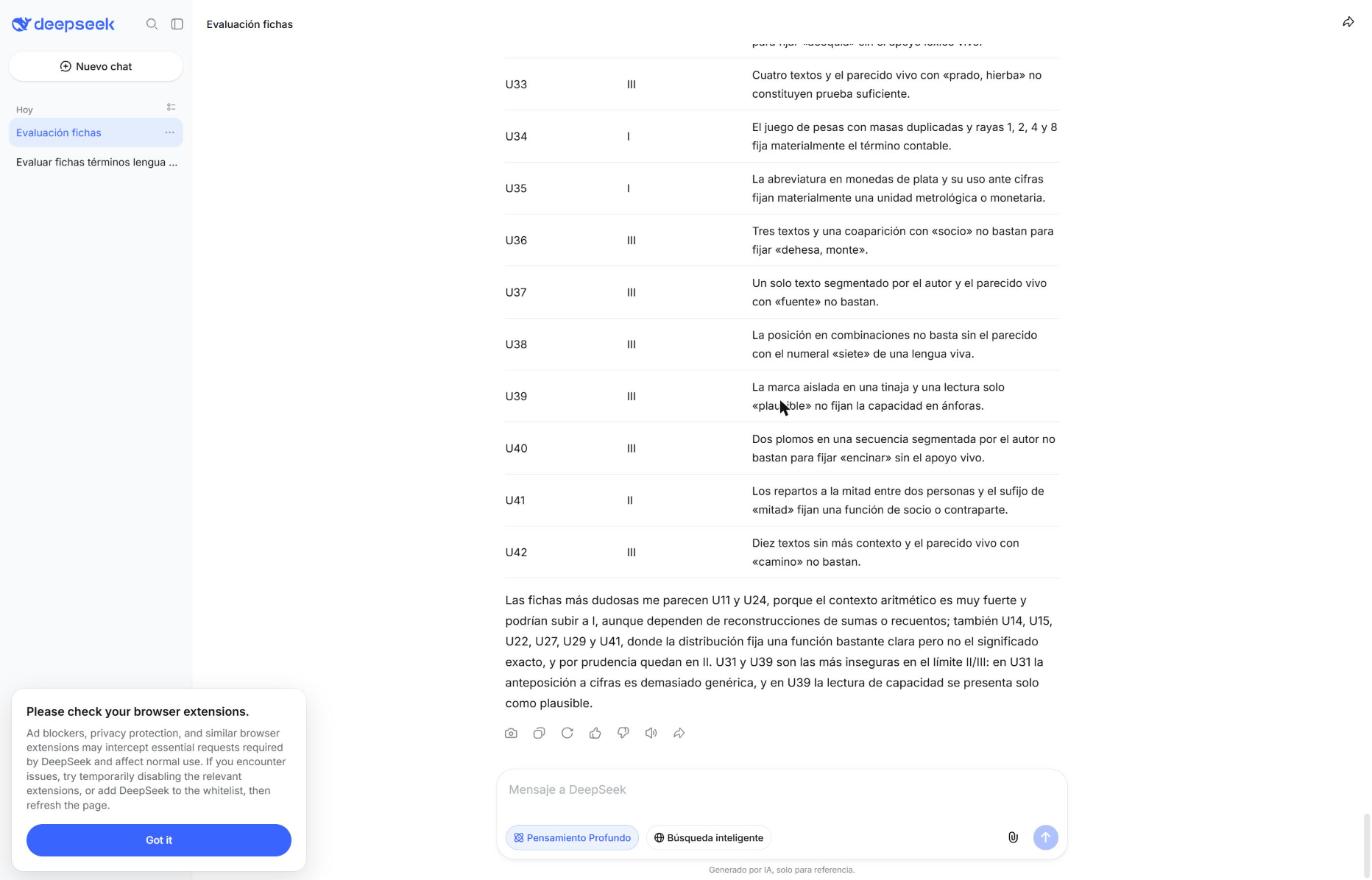 deepseek
Evaluación fichas
Nuevo chat
Hoy
Evaluación fichas
Evaluar fichas términos lengua ...
U33 III Cuatro textos y el parecido vivo con «prado, hierba» no
constituyen prueba suficiente.
U34 I El juego de pesas con masas duplicadas y rayas 1, 2, 4 y 8
fija materialmente el término contable.
U35 I La abreviatura en monedas de plata y su uso ante cifras
fijan materialmente una unidad metrológica o monetaria.
U36 III Tres textos y una coaparición con «socio» no bastan para
fijar «dehesa, monte».
U37 III Un solo texto segmentado por el autor y el parecido vivo
con «fuente» no bastan.
U38 III La posición en combinaciones no basta sin el parecido
con el numeral «siete» de una lengua viva.
U39 III La marca aislada en una tinaja y una lectura solo
«plausible» no fijan la capacidad en ánforas.
U40 III Dos plomos en una secuencia segmentada por el autor no
bastan para fijar «encinar» sin el apoyo vivo.
U41 II Los repartos a la mitad entre dos personas y el sufijo de
«mitad» fijan una función de socio o contraparte.
U42 III Diez textos sin más contexto y el parecido vivo con
«camino» no bastan.
Las fichas más dudosas me parecen U11 y U24, porque el contexto aritmético es muy fuerte y
podrían subir a I, aunque dependen de reconstrucciones de sumas o recuentos; también U14, U15,
U22, U27, U29 y U41, donde la distribución fija una función bastante clara pero no el significado
exacto, y por prudencia quedan en II. U31 y U39 son las más inseguras en el límite II/III: en U31 la
anteposición a cifras es demasiado genérica, y en U39 la lectura de capacidad se presenta solo
como plausible.
Please check your browser extensions.
Ad blockers, privacy protection, and similar browser
extensions may intercept essential requests required
by DeepSeek and affect normal use. If you encounter
issues, try temporarily disabling the relevant
extensions, or add DeepSeek to the whitelist, then
refresh the page.
Got it
Mensaje a DeepSeek
Pensamiento Profundo
Búsqueda inteligente
Generado por IA, solo para referencia.